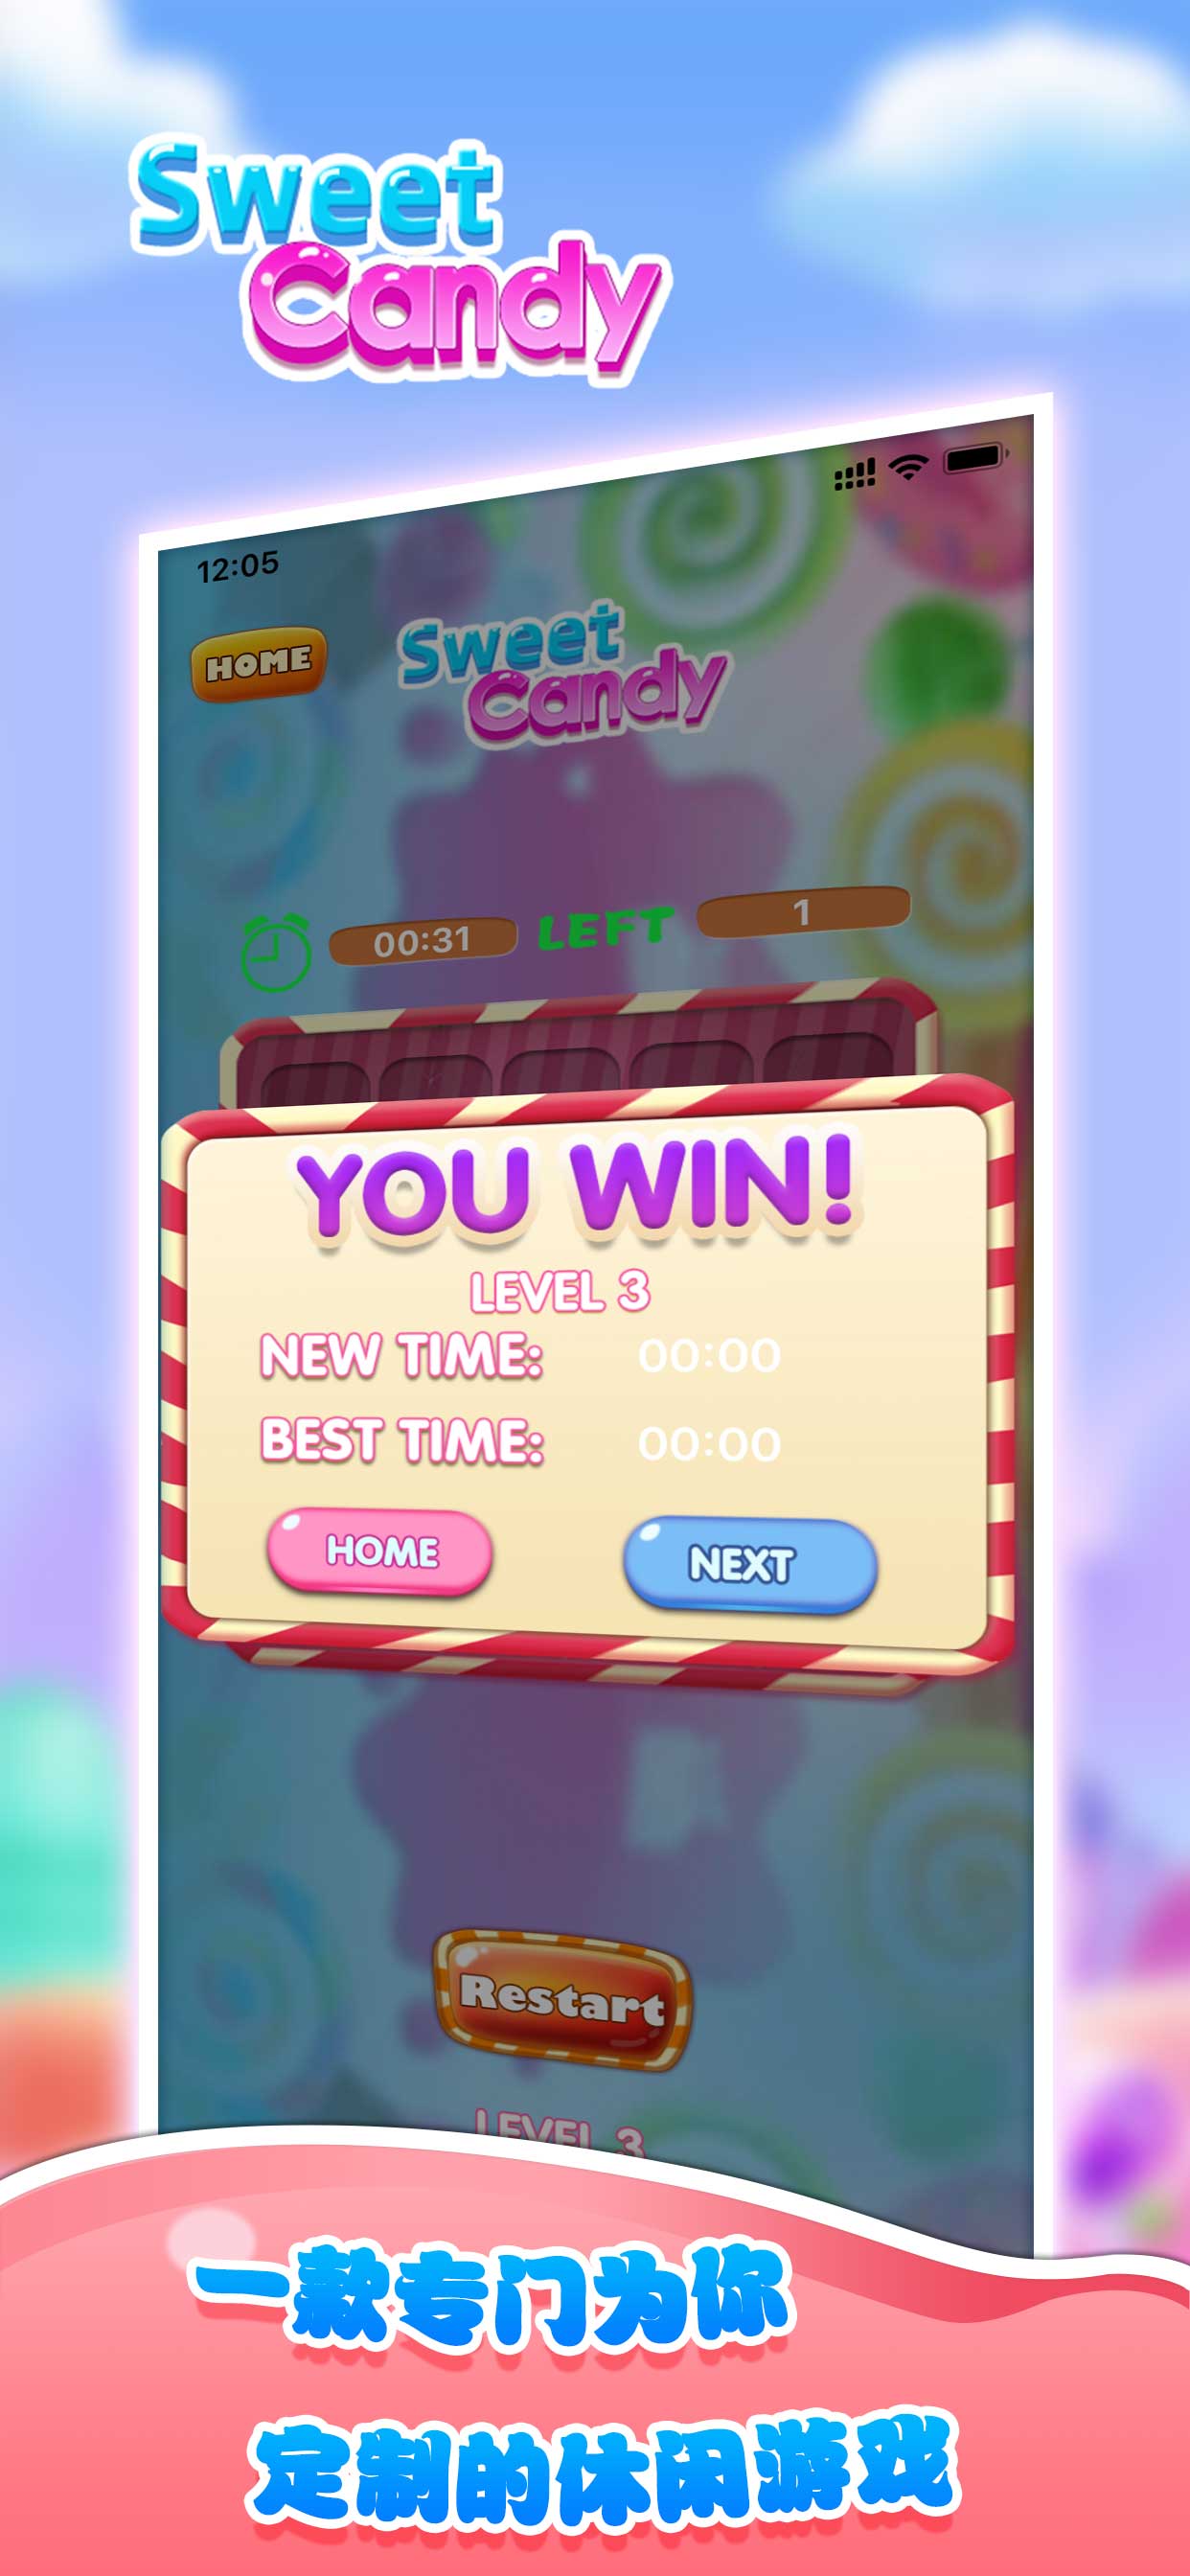 Sweet
Candy
12:05
HOME
Sweet
Candy
00:31 LEFT 1
YOU WIN!
LEVEL 3
NEW TIME: 00:00
BEST TIME: 00:00
HOME NEXT
Restart
LEVEL 3
一款专门为你
定制的休闲游戏